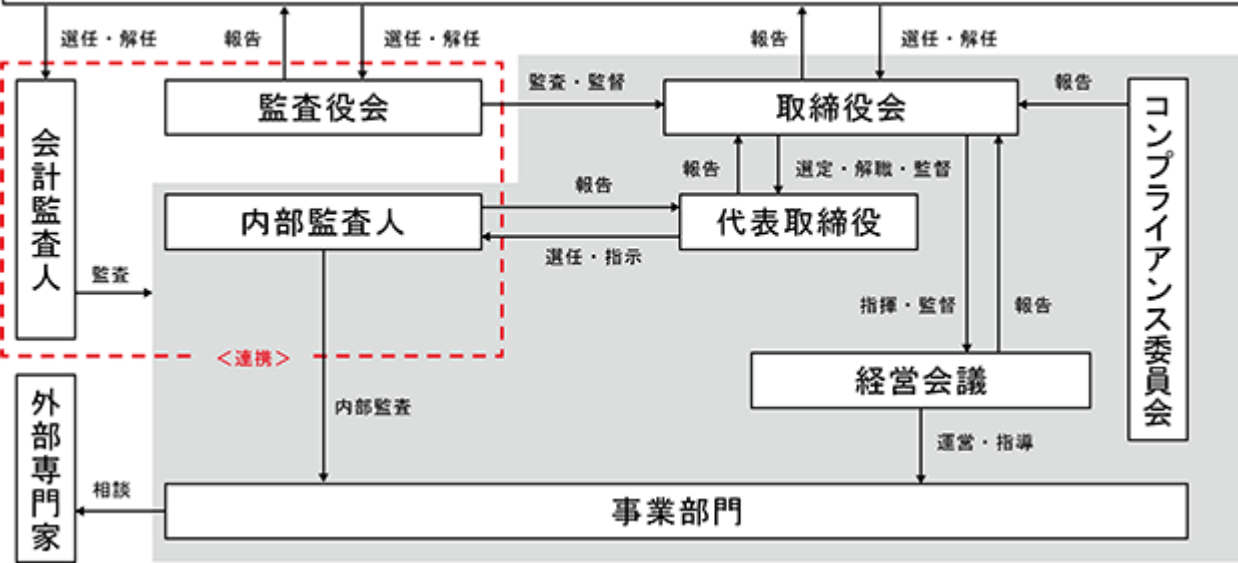 選任・解任
報告
選任・解任
報告
選任・解任
監査役会
監査・監督
取締役会
報告
コンプライアンス委員会
会計監査人
報告
選定・解職・監督
内部監査人
報告
代表取締役
選任・指示
監査
指揮・監督
報告
<連携>
経営会議
内部監査
運営・指導
外部専門家
相談
事業部門